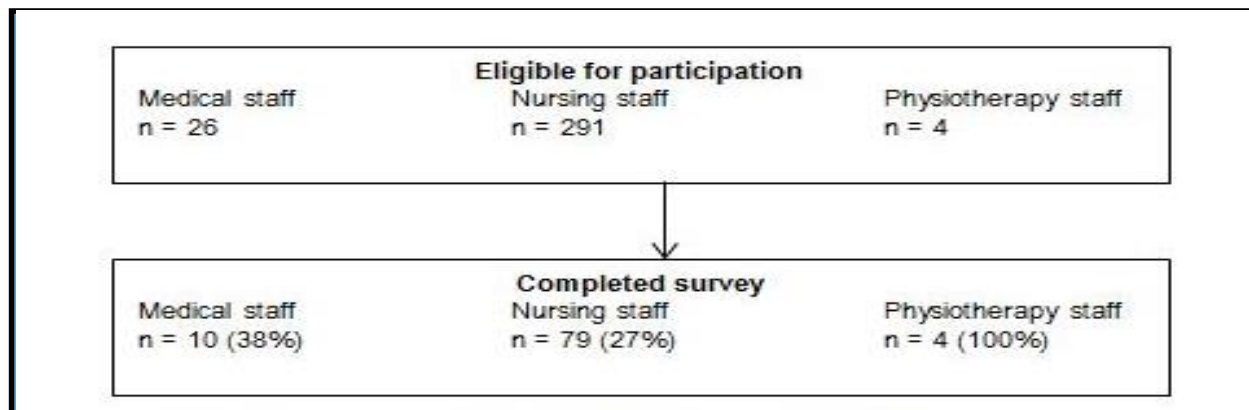 Eligible for participation
Medical staff Nursing staff Physiotherapy staff
n = 26 n = 291 n = 4
Completed survey
Medical staff Nursing staff Physiotherapy staff
n = 10 (38%) n = 79 (27%) n = 4 (100%)